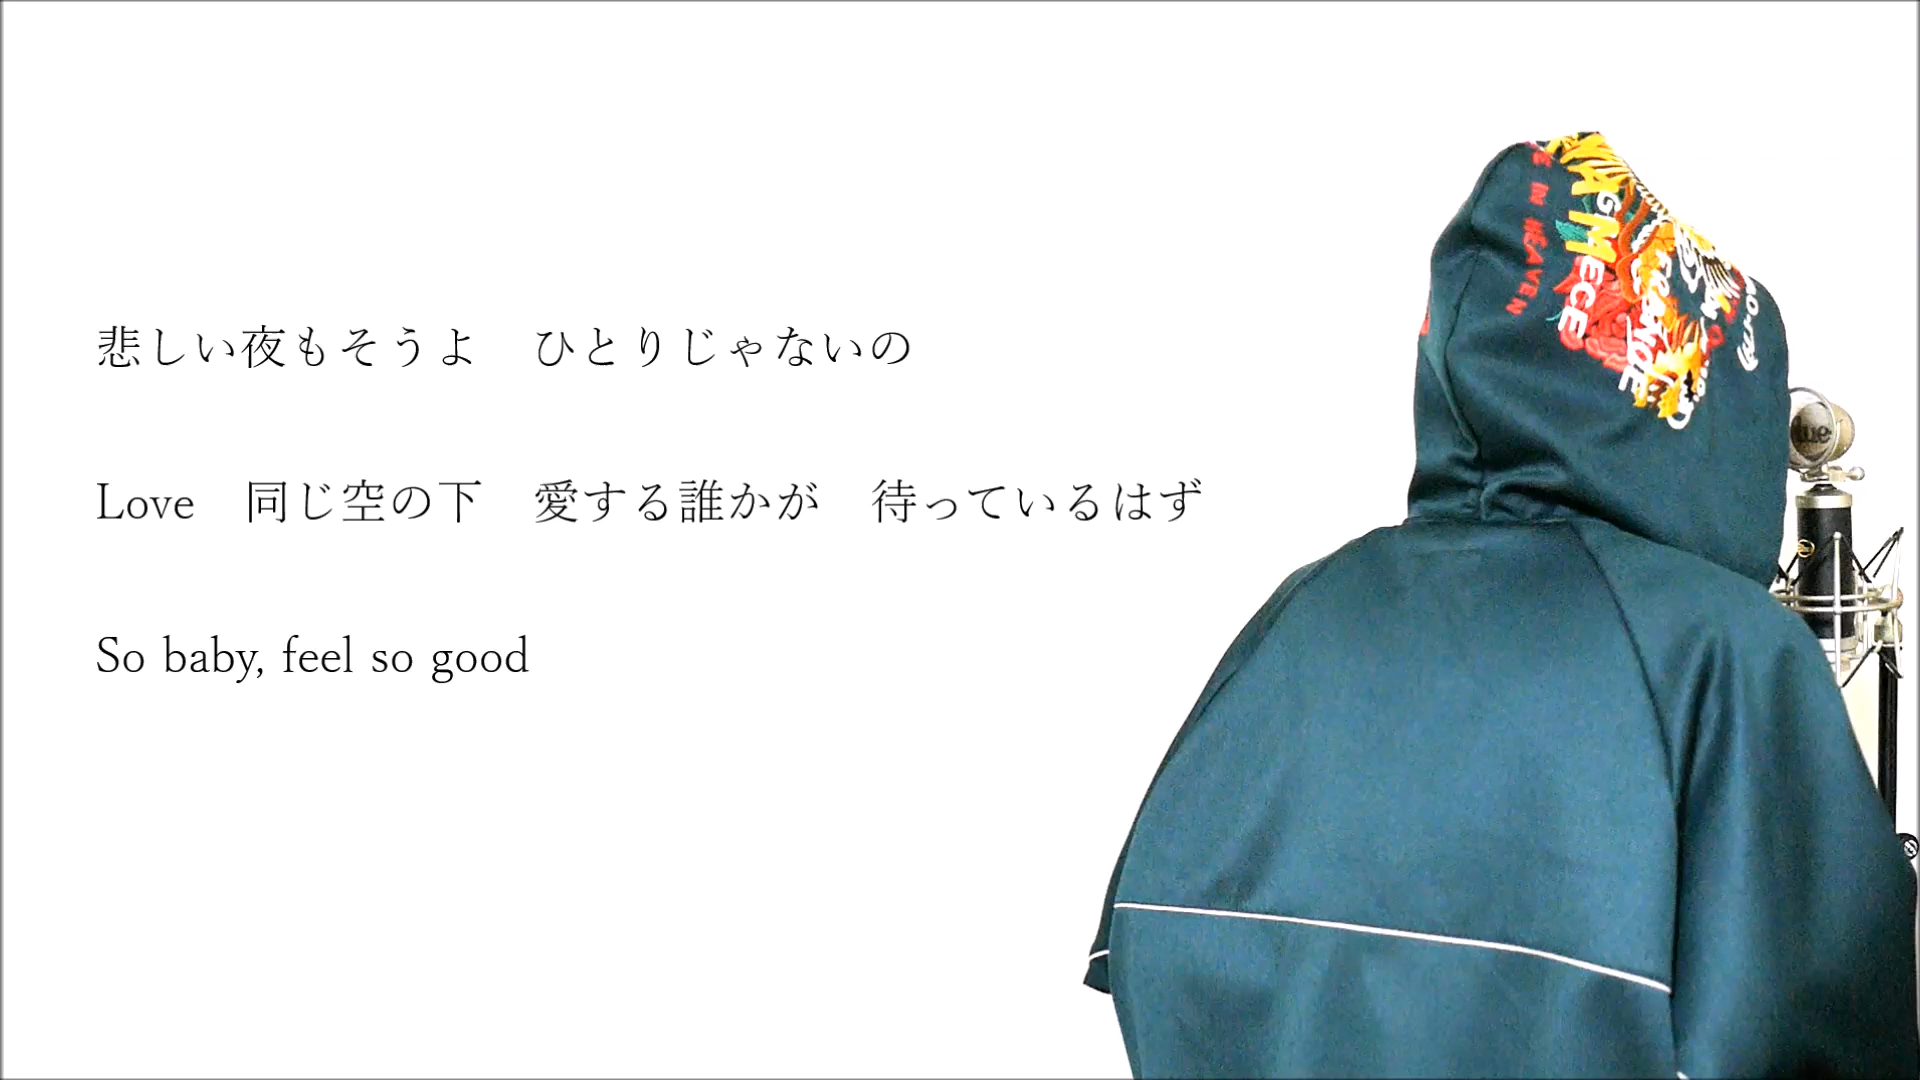 悲しい夜もそうよ　ひとりじゃないの
Love　同じ空の下　愛する誰かが　待っているはず
So baby, feel so good
IN HEAVEN